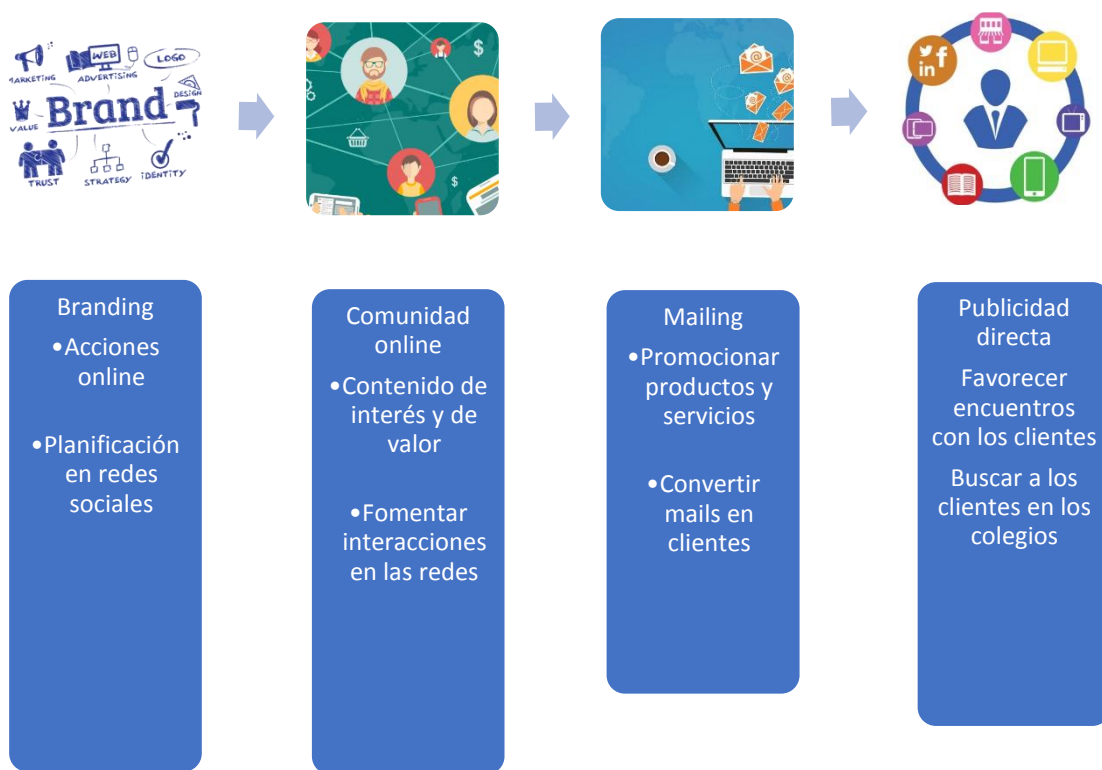 WEB
LOGO
MARKETING
ADVERTISING
DESIGN
VALUE
Brand
TRUST
STRATEGY
IDENTITY
$
$
in f
Branding
•Acciones
online
•Planificación
en redes
sociales
Comunidad
online
•Contenido de
interés y de
valor
•Fomentar
interacciones
en las redes
Mailing
•Promocionar
productos y
servicios
•Convertir
mails en
clientes
Publicidad
directa
Favorecer
encuentros
con los clientes
Buscar a los
clientes en los
colegios